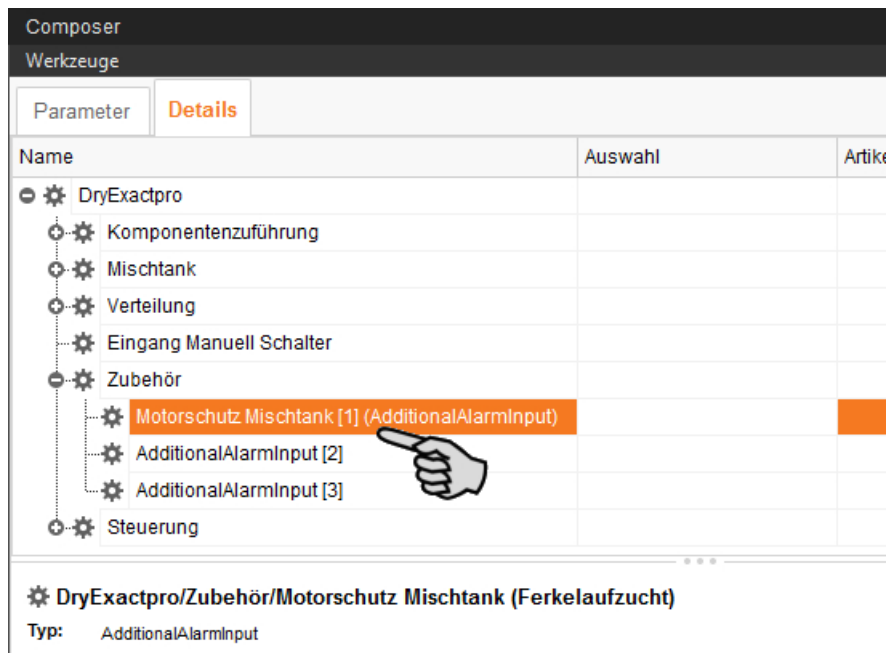 Composer
Werkzeuge
Parameter Details
Name Auswahl Artike
DryExactpro
Komponentenzuführung
Mischtank
Verteilung
Eingang Manuell Schalter
Zubehör
Motorschutz Mischtank [1] (AdditionalAlarmInput)
AdditionalAlarmInput [2]
AdditionalAlarmInput [3]
Steuerung
DryExactpro/Zubehör/Motorschutz Mischtank (Ferkelaufzucht)
Typ: AdditionalAlarmInput